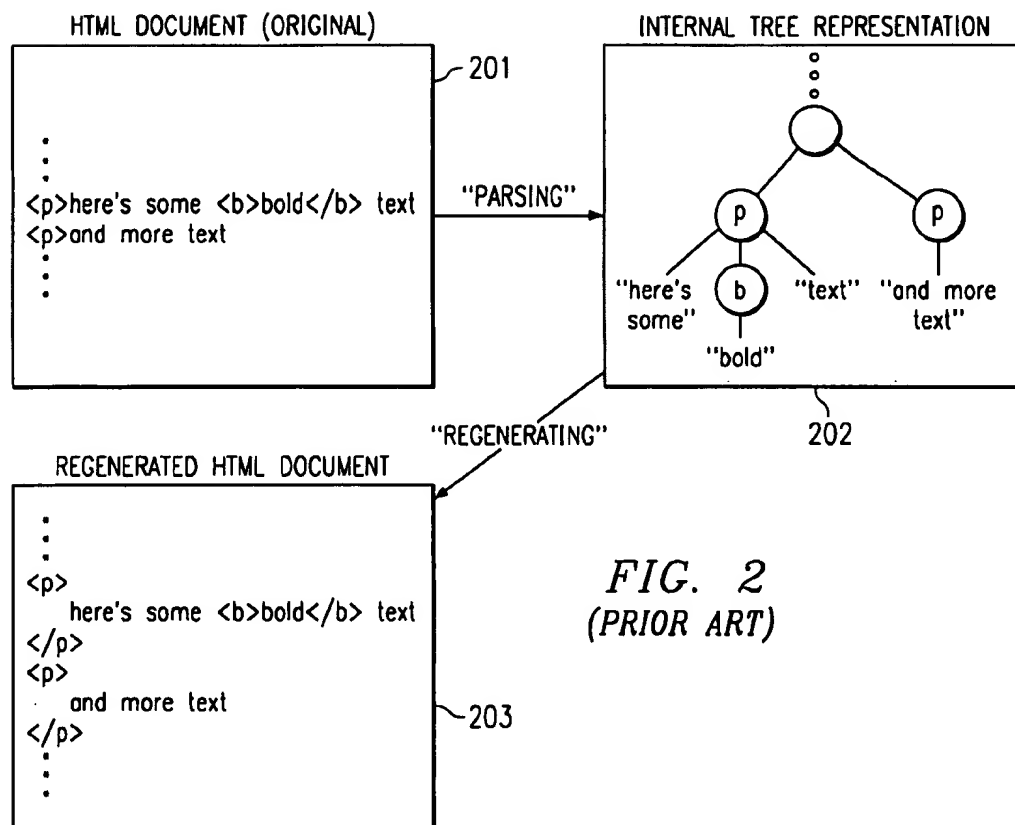 HTML DOCUMENT (ORIGINAL)
201
<p>here's some <b>bold</b> text
<p>and more text
"PARSING"
INTERNAL TREE REPRESENTATION
p
p
"here's
some"
b
"text"
"and more
text"
"bold"
202
"REGENERATING"
REGENERATED HTML DOCUMENT
<p>
here's some <b>bold</b> text
</p>
<p>
and more text
</p>
203
FIG. 2
(PRIOR ART)